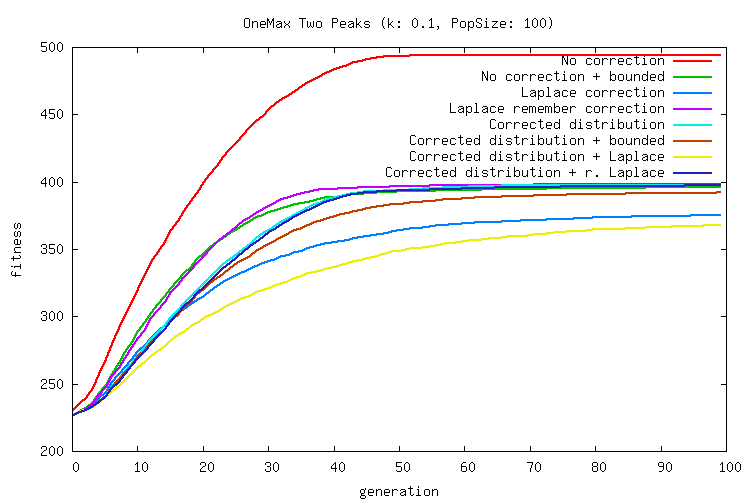 OneMax Two Peaks (k: 0.1, PopSize: 100)
500
No correction
No correction + bounded
Laplace correction
Laplace remember correction
Corrected distribution
Corrected distribution + bounded
Corrected distribution + Laplace
Corrected distribution + r. Laplace
450
400
350
300
250
200
fitness
0 10 20 30 40 50 60 70 80 90 100
generation